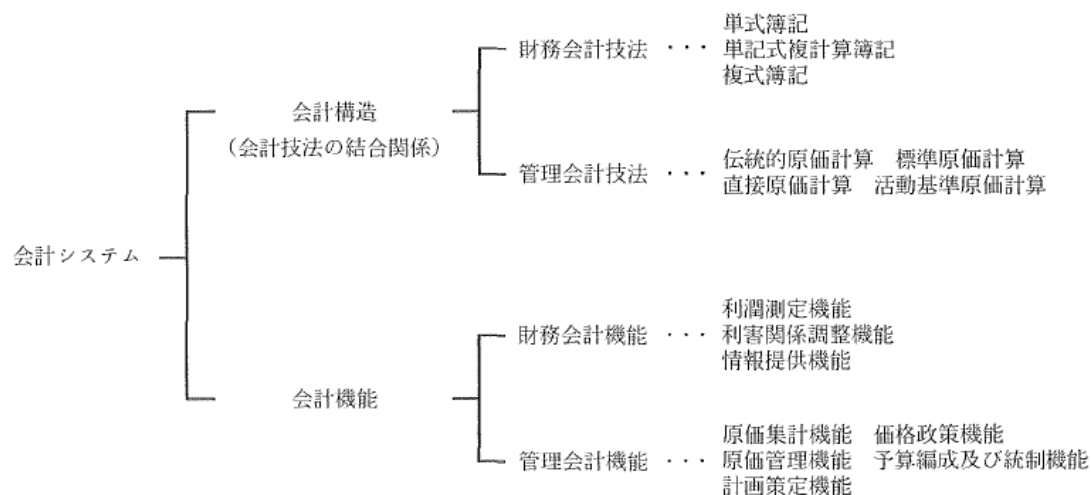 単式簿記
財務会計技法 ・・・ 単記式複計算簿記
複式簿記
会計構造
（会計技法の結合関係）
伝統的原価計算 標準原価計算
管理会計技法 ・・・ 直接原価計算 活動基準原価計算
会計システム
利潤測定機能
財務会計機能 ・・・ 利害関係調整機能
情報提供機能
会計機能
原価集計機能 価格政策機能
管理会計機能 ・・・ 原価管理機能 予算編成及び統制機能
計画策定機能